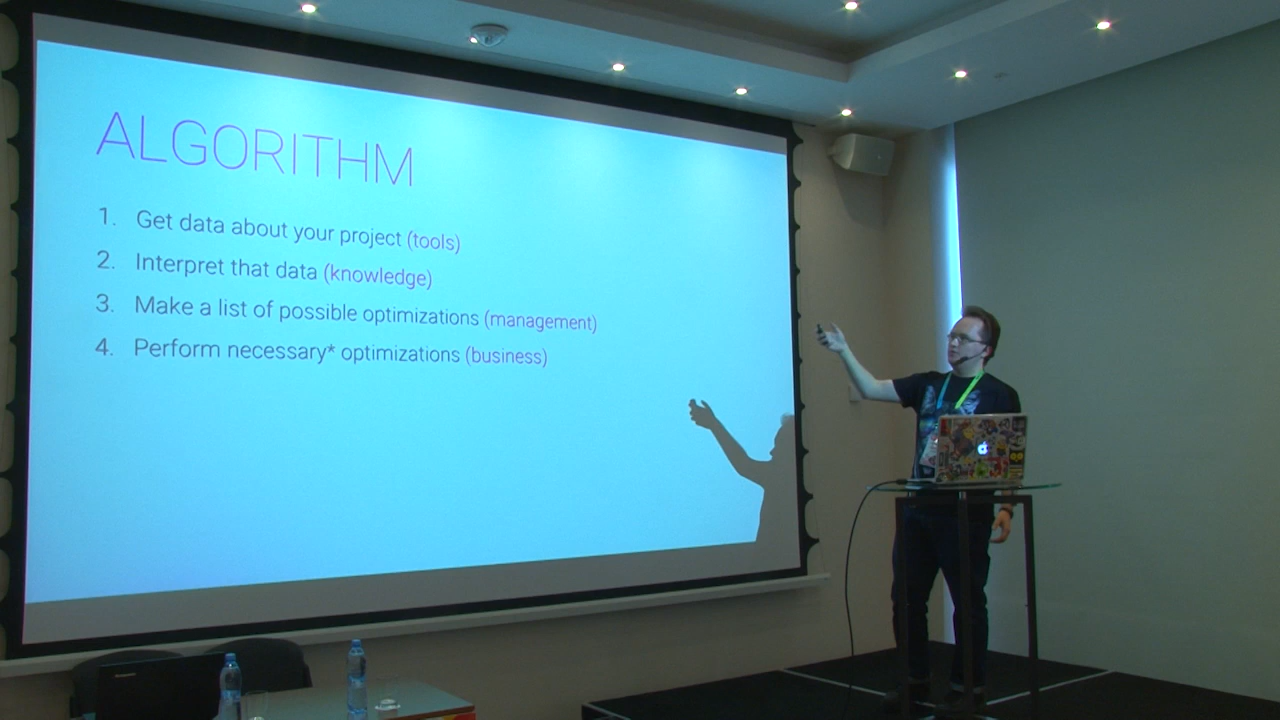 ALGORITHM
1. Get data about your project (tools)
2. Interpret that data (knowledge)
3. Make a list of possible optimizations (management)
4. Perform necessary* optimizations (business)